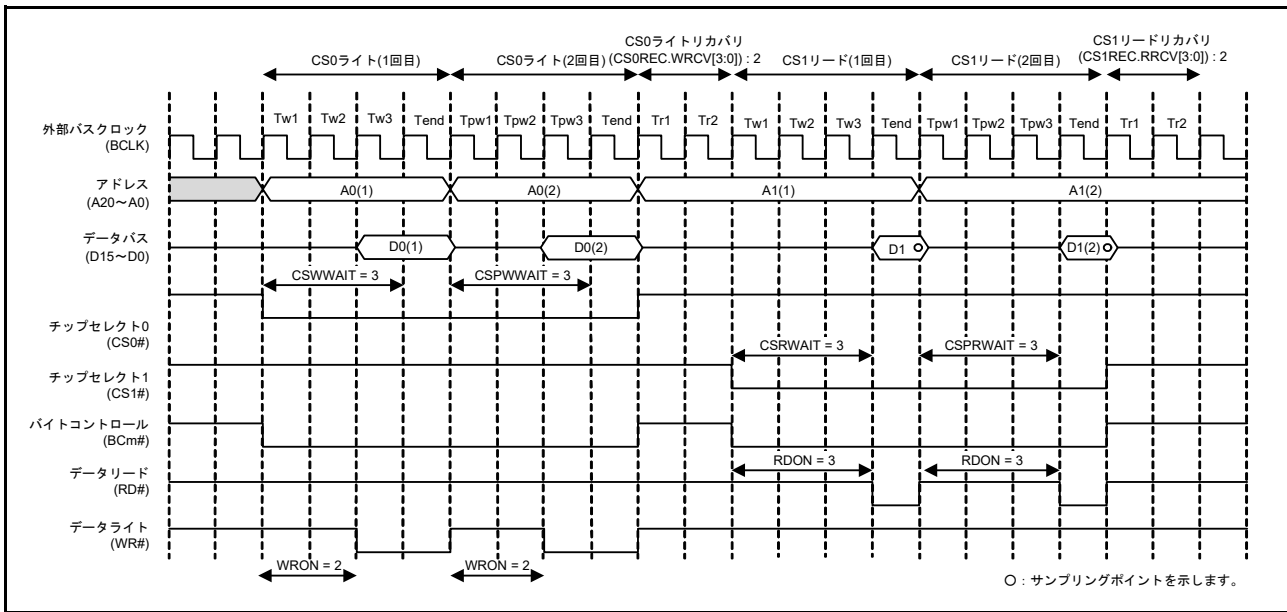 CS0ライト(1回目)
CS0ライト(2回目)
CS0ライトリカバリ
(CS0REC.WRCV[3:0]) : 2
CS1リード(1回目)
CS1リード(2回目)
CS1リードリカバリ
(CS1REC.RRCV[3:0]) : 2
外部バスクロック
(BCLK)
Tw1 Tw2 Tw3 Tend Tpw1 Tpw2 Tpw3 Tend Tr1 Tr2 Tw1 Tw2 Tw3 Tend Tpw1 Tpw2 Tpw3 Tend Tr1 Tr2
アドレス
(A20～A0)
A0(1) A0(2) A1(1) A1(2)
データバス
(D15～D0)
D0(1) D0(2) D1 D1(2)
CSWWAIT = 3 CSPWWAIT = 3
チップセレクト0
(CS0#)
CSRWAIT = 3 CSPRWAIT = 3
チップセレクト1
(CS1#)
バイトコントロール
(BCm#)
RDON = 3 RDON = 3
データリード
(RD#)
データライト
(WR#)
WRON = 2 WRON = 2
○ : サンプリングポイントを示します。